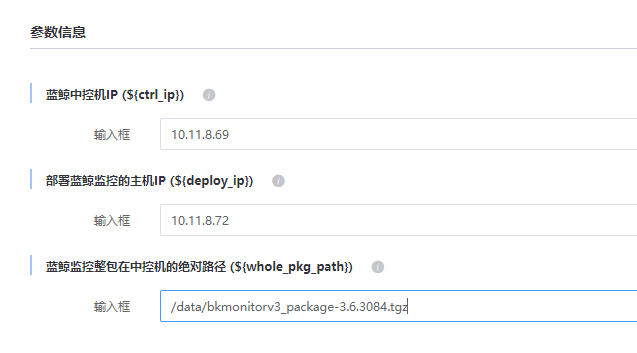 参数信息
蓝鲸中控机IP (${ctrl_ip})
输入框
10.11.8.69
部署蓝鲸监控的主机IP (${deploy_ip})
输入框
10.11.8.72
蓝鲸监控整包在中控机的绝对路径 (${whole_pkg_path})
输入框
/data/bkmonitorv3_package-3.6.3084.tgz